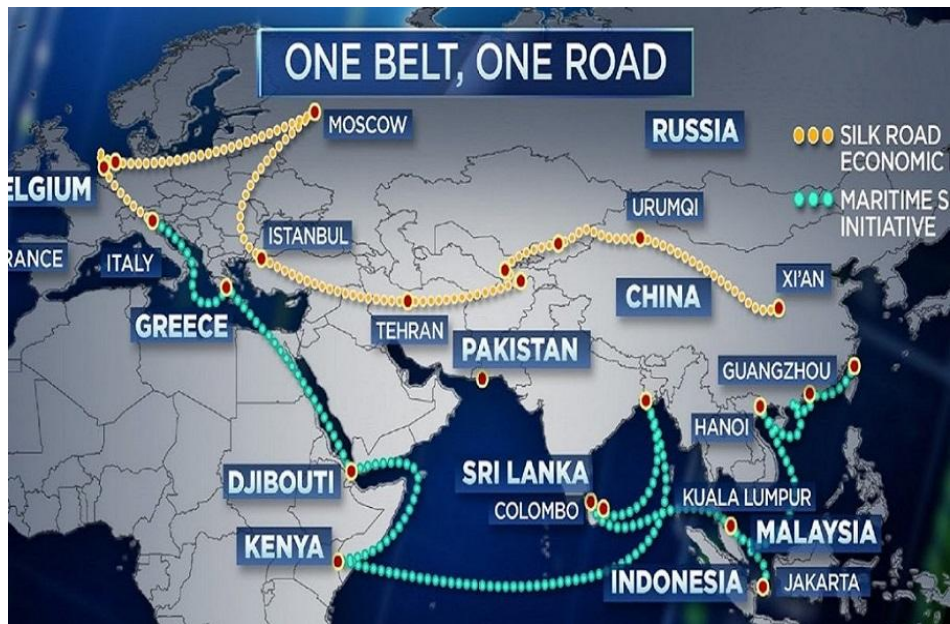 ONE BELT, ONE ROAD
MOSCOW
RUSSIA
SILK ROAD
ECONOMIC
ELGIUM
MARITIME S
INITIATIVE
URUMQI
ISTANBUL
RANCE
ITALY
XI'AN
CHINA
GREECE
TEHRAN
PAKISTAN
GUANGZHOU
HANOI
DJIBOUTI
SRI LANKA
COLOMBO
KUALA LUMPUR
MALAYSIA
KENYA
INDONESIA
JAKARTA